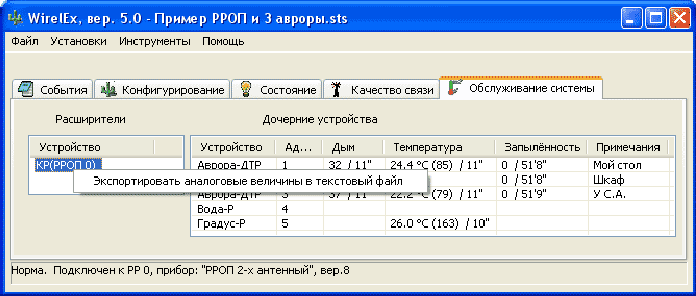 WirelEx, вер. 5.0 - Пример РРОП и 3 авроры.sts
Файл Установки Инструменты Помощь
События Конфигурирование Состояние Качество связи Обслуживание системы
Расширители Дочерние устройства
Устройство Устройство Ад... Дым Температура Запылённость Примечания
КР(РРОП 0) Аврора-ДТР 1 32 / 11" 24.4 °C (85) / 11" 0 / 51'8" Мой стол
Экспортировать аналоговые величины в текстовый файл 0 / 51'8" Шкаф
Аврора-ДТР 3 37 / 11" 22.2 °C (79) / 11" 0 / 51'9" У С.А.
Вода-Р 4
Градус-Р 5 26.0 °C (163) / 10"
Норма. Подключен к РР 0, прибор: "РРОП 2-х антенный", вер.8